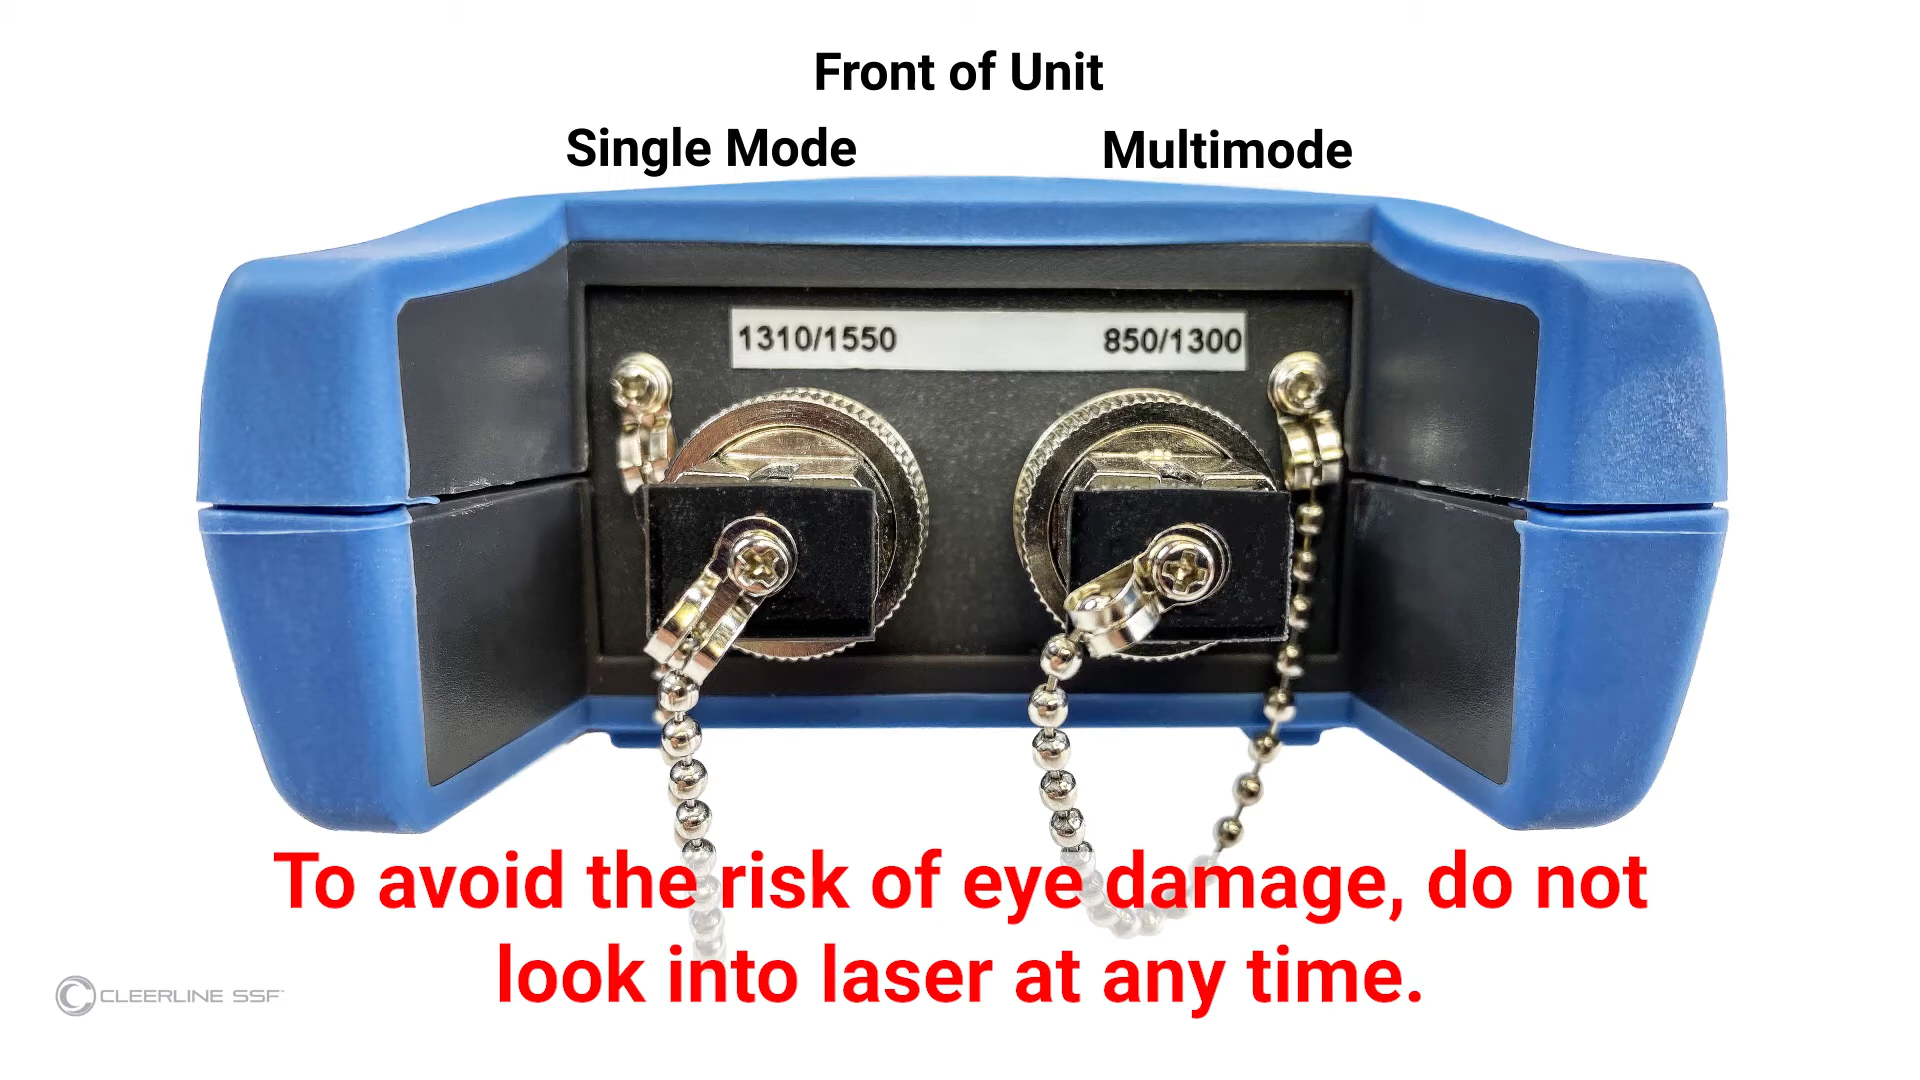 Front of Unit
Single Mode
Multimode
1310/1550
850/1300
To avoid the risk of eye damage, do not
look into laser at any time.
CLEERLINE SSF™